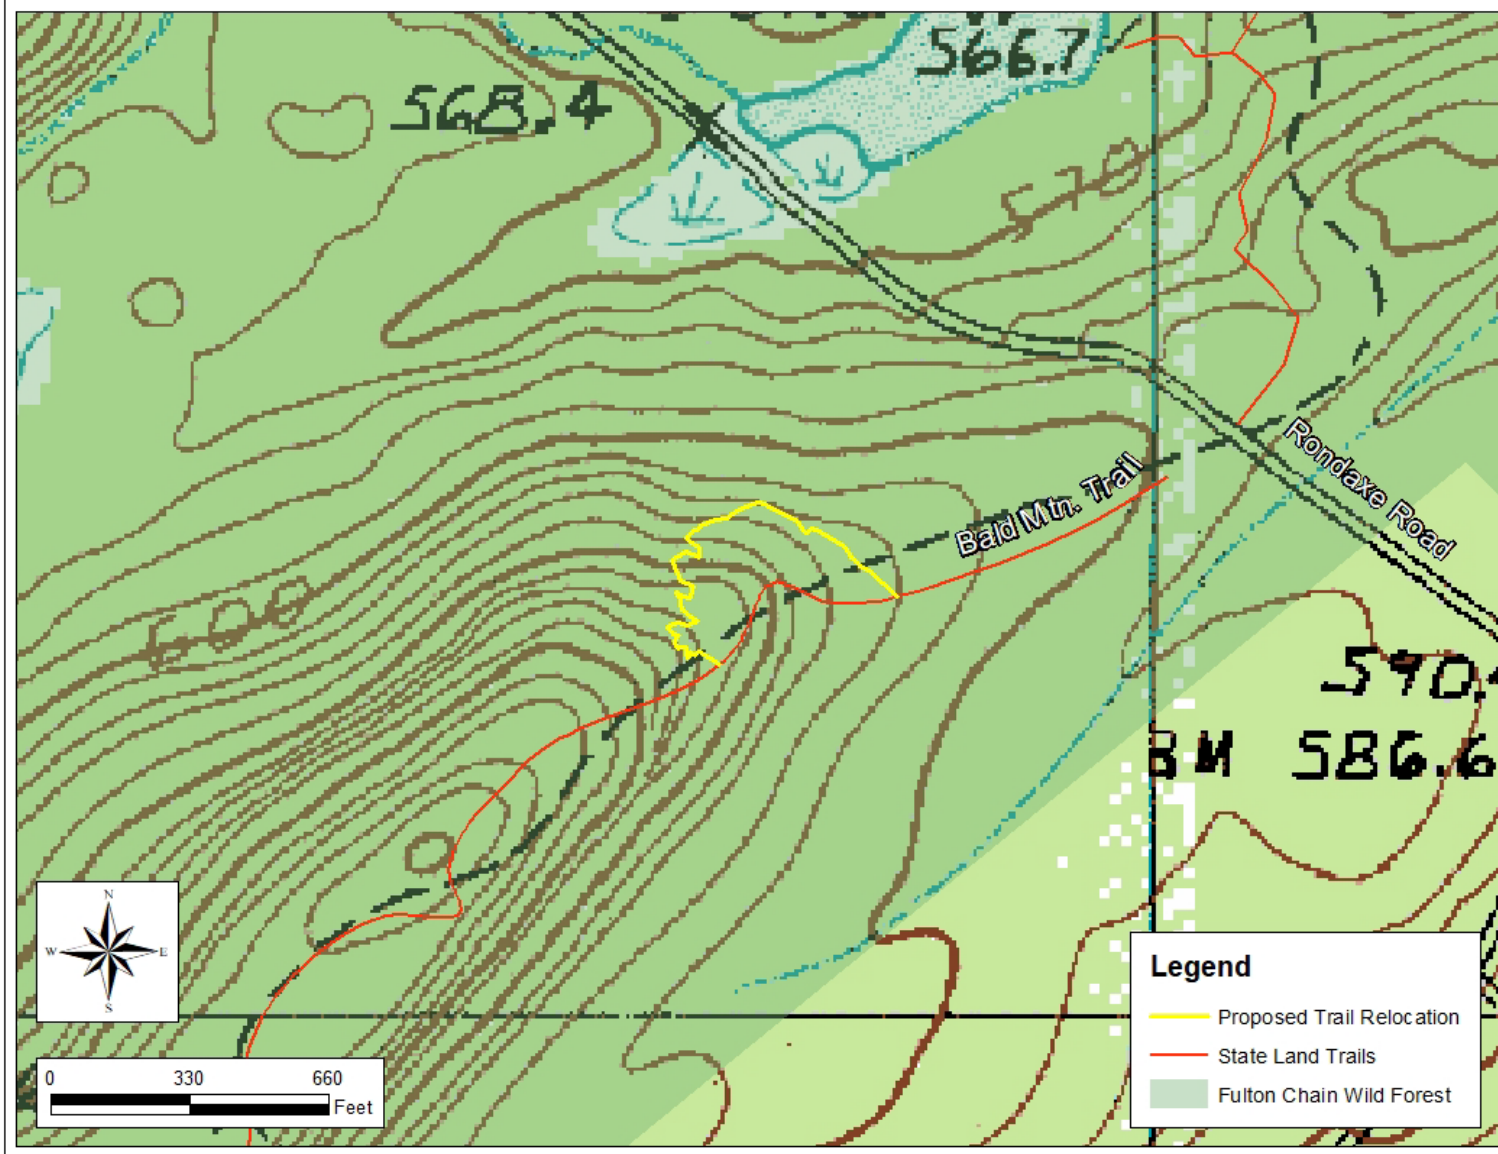 566.7
568.4
570
Rondaxe Road
Bald Mtn. Trail
600
590.
BM 586.6
N
W E
S
0 330 660
Feet
Legend
Proposed Trail Relocation
State Land Trails
Fulton Chain Wild Forest